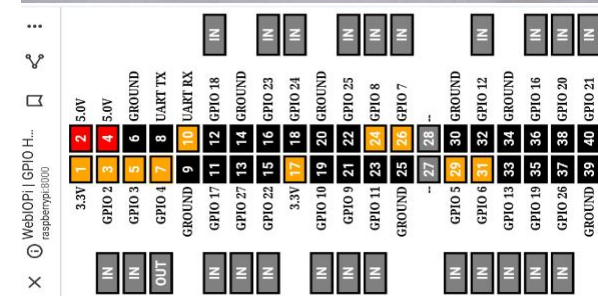 WebIOPi | GPIO H...
raspberrypi:8000
3.3V 1 2 5.0V
IN GPIO 2 3 4 5.0V
IN GPIO 3 5 6 GROUND
OUT GPIO 4 7 8 UART TX
GROUND 9 10 UART RX
IN GPIO 17 11 12 GPIO 18 IN
IN GPIO 27 13 14 GROUND
IN GPIO 22 15 16 GPIO 23 IN
3.3V 17 18 GPIO 24 IN
IN GPIO 10 19 20 GROUND
IN GPIO 9 21 22 GPIO 25 IN
IN GPIO 11 23 24 GPIO 8 IN
GROUND 25 26 GPIO 7 IN
-- 27 28 --
IN GPIO 5 29 30 GROUND
IN GPIO 6 31 32 GPIO 12 IN
IN GPIO 13 33 34 GROUND
IN GPIO 19 35 36 GPIO 16 IN
IN GPIO 26 37 38 GPIO 20 IN
GROUND 39 40 GPIO 21 IN